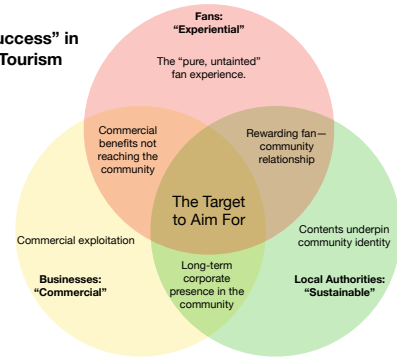 uccess” in
Tourism
Fans:
“Experiential”
The “pure, untainted”
fan experience.
Commercial
benefits not
reaching the
community
Rewarding fan—
community
relationship
The Target
to Aim For
Commercial exploitation
Contents underpin
community identity
Businesses:
“Commercial”
Long-term
corporate
presence in the
community
Local Authorities:
“Sustainable”